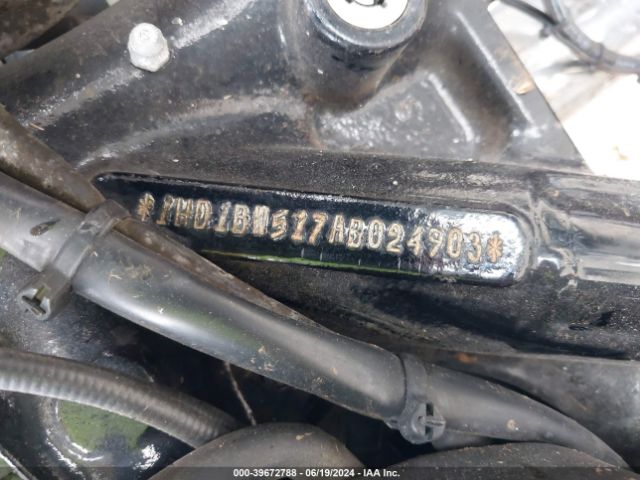 *1HD1BW517AB024903*
000-39672788 - 06/19/2024 - IAA Inc.